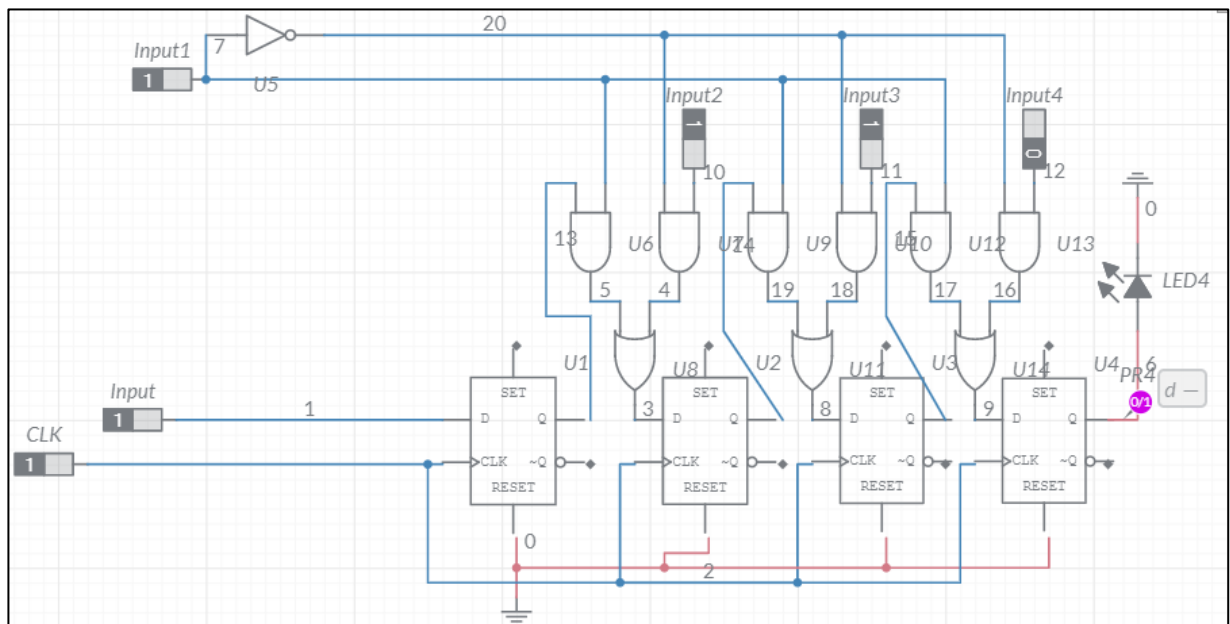 20
7
Input1
1
U5
Input2
1
10
Input3
1
11
Input4
0
12
0
13
U6
U7
14
U9
U10
15
U12
U13
LED4
5
4
19
18
17
16
U1
U8
U2
U11
U3
U14
U4
6
PR4
0/1
d —
SET
SET
SET
SET
Input
1
1
D
Q
3
D
Q
8
D
Q
9
D
Q
CLK
1
CLK
~Q
CLK
~Q
CLK
~Q
CLK
~Q
RESET
RESET
RESET
RESET
0
2